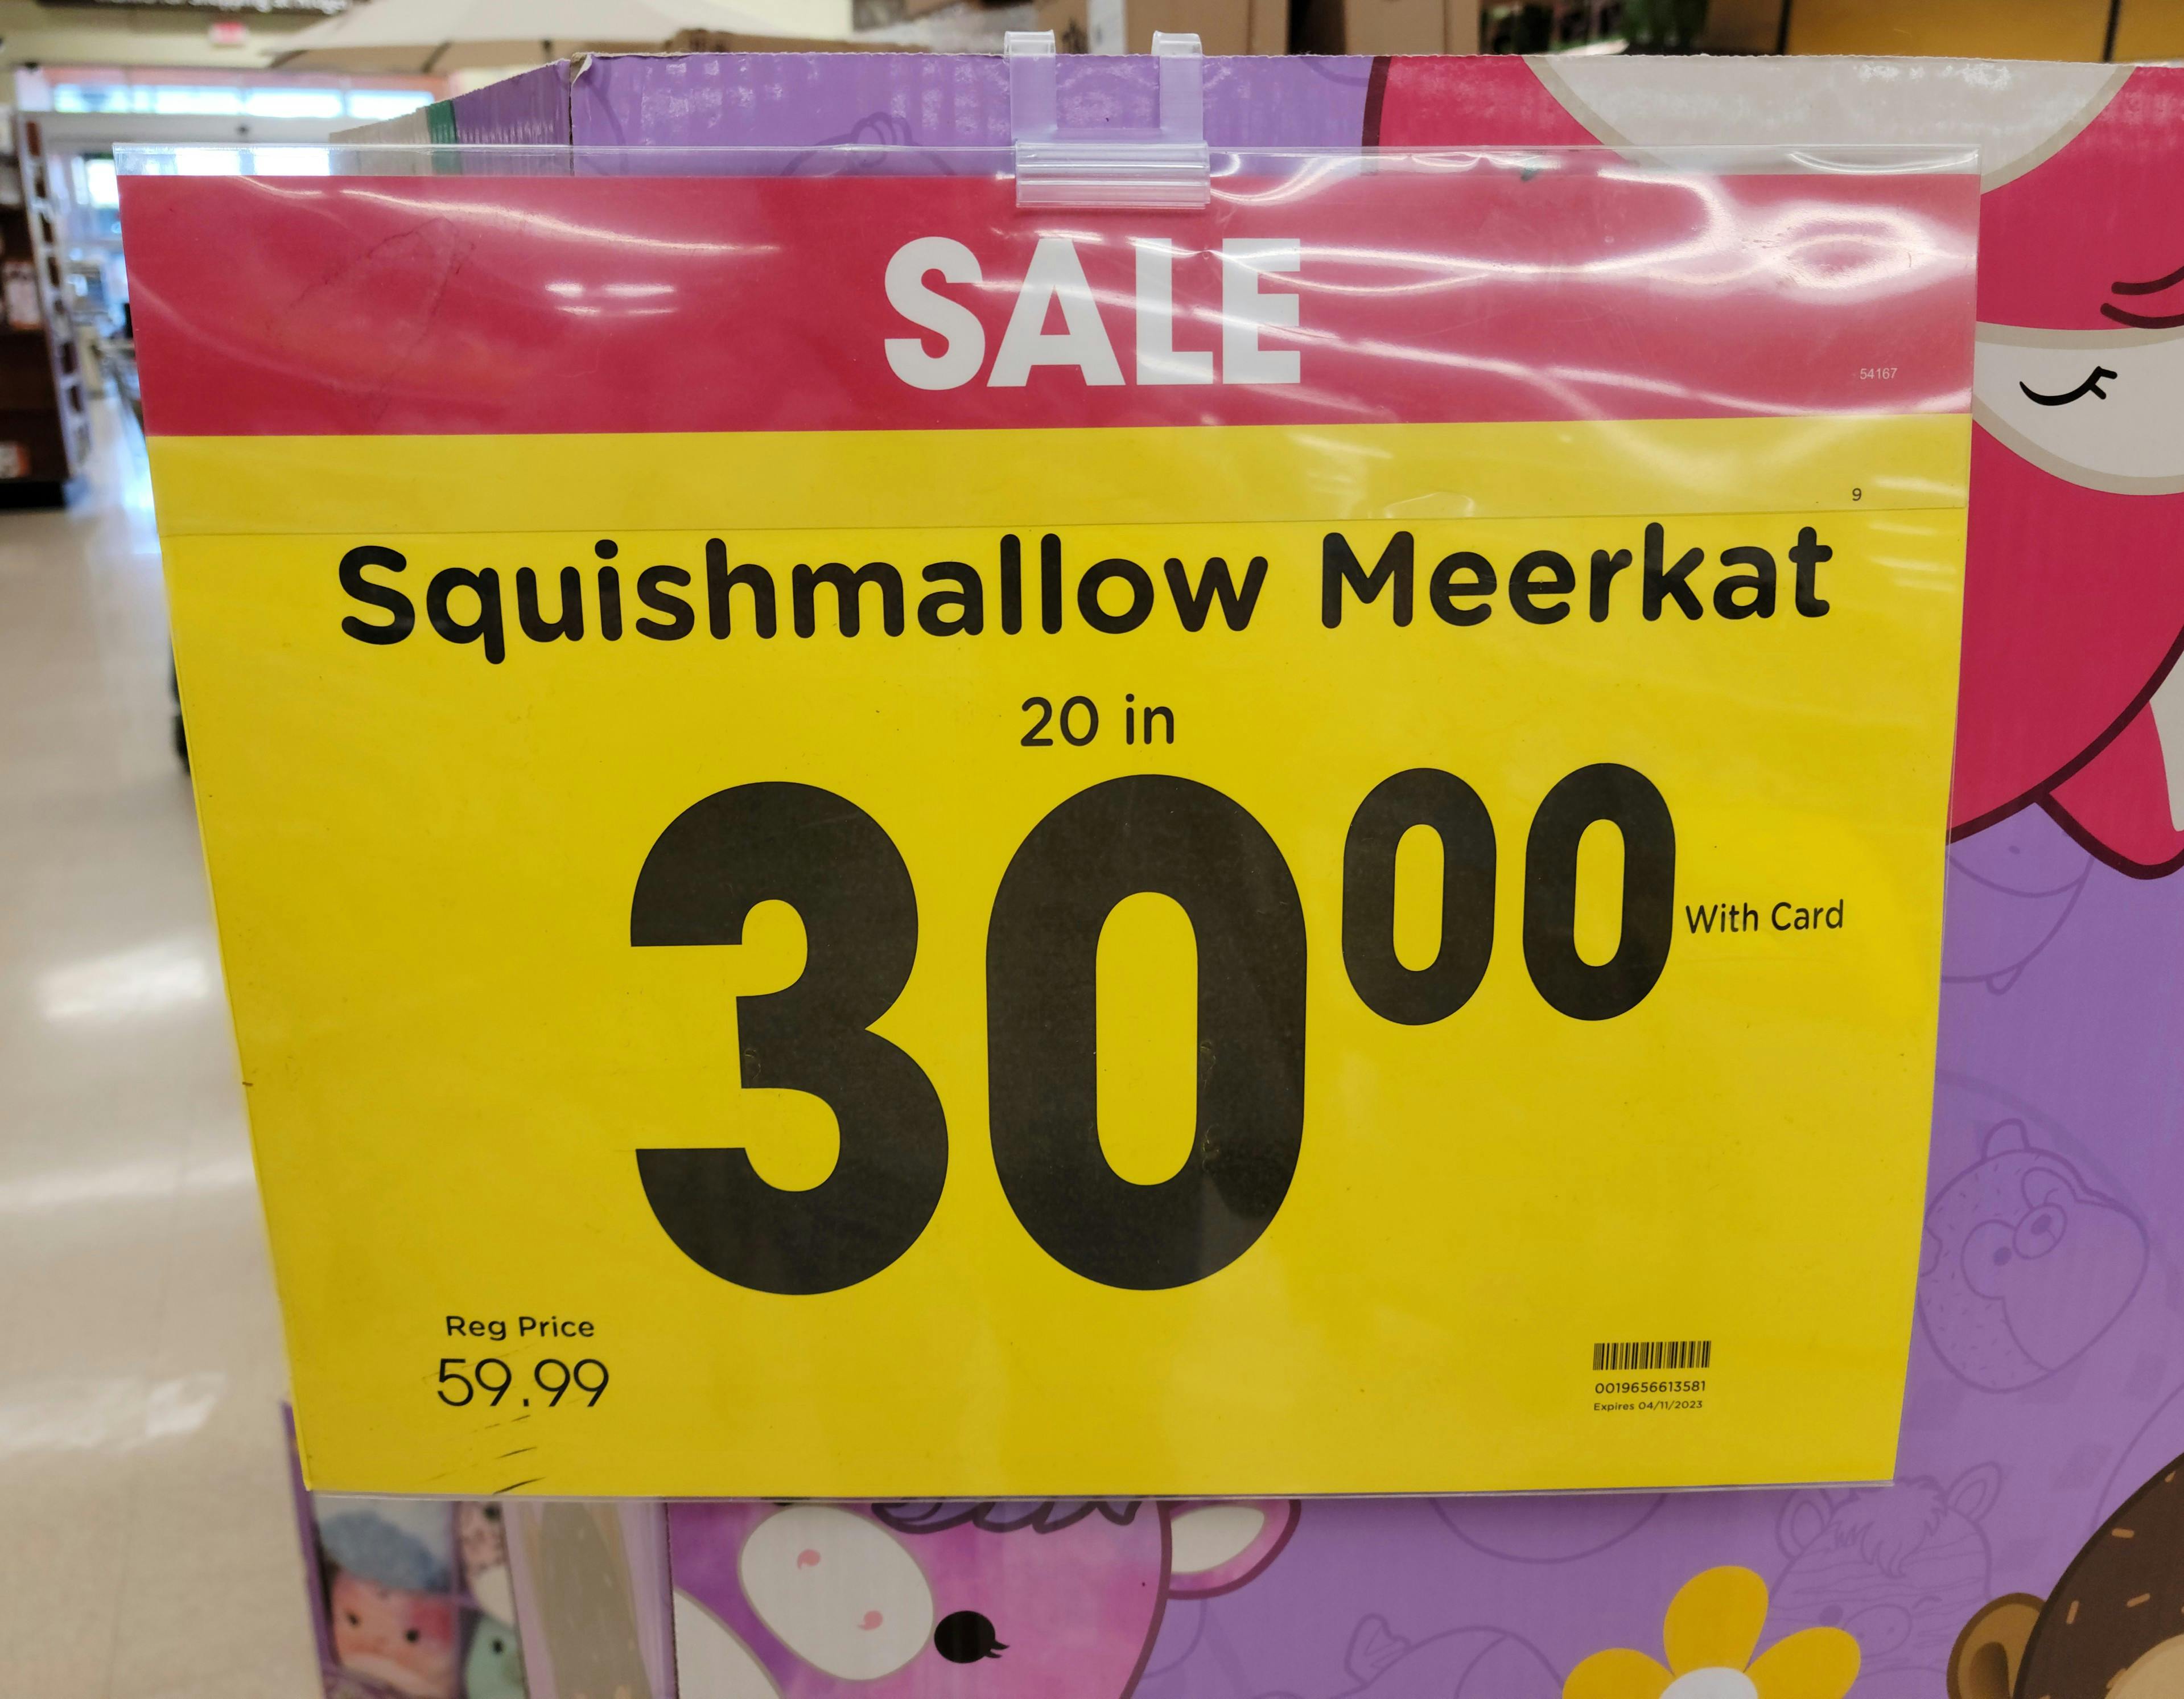 SALE
54167
9
Squishmallow Meerkat
20 in
30 00 With Card
Reg Price
59.99
0019656613581
Expires 04/11/2023